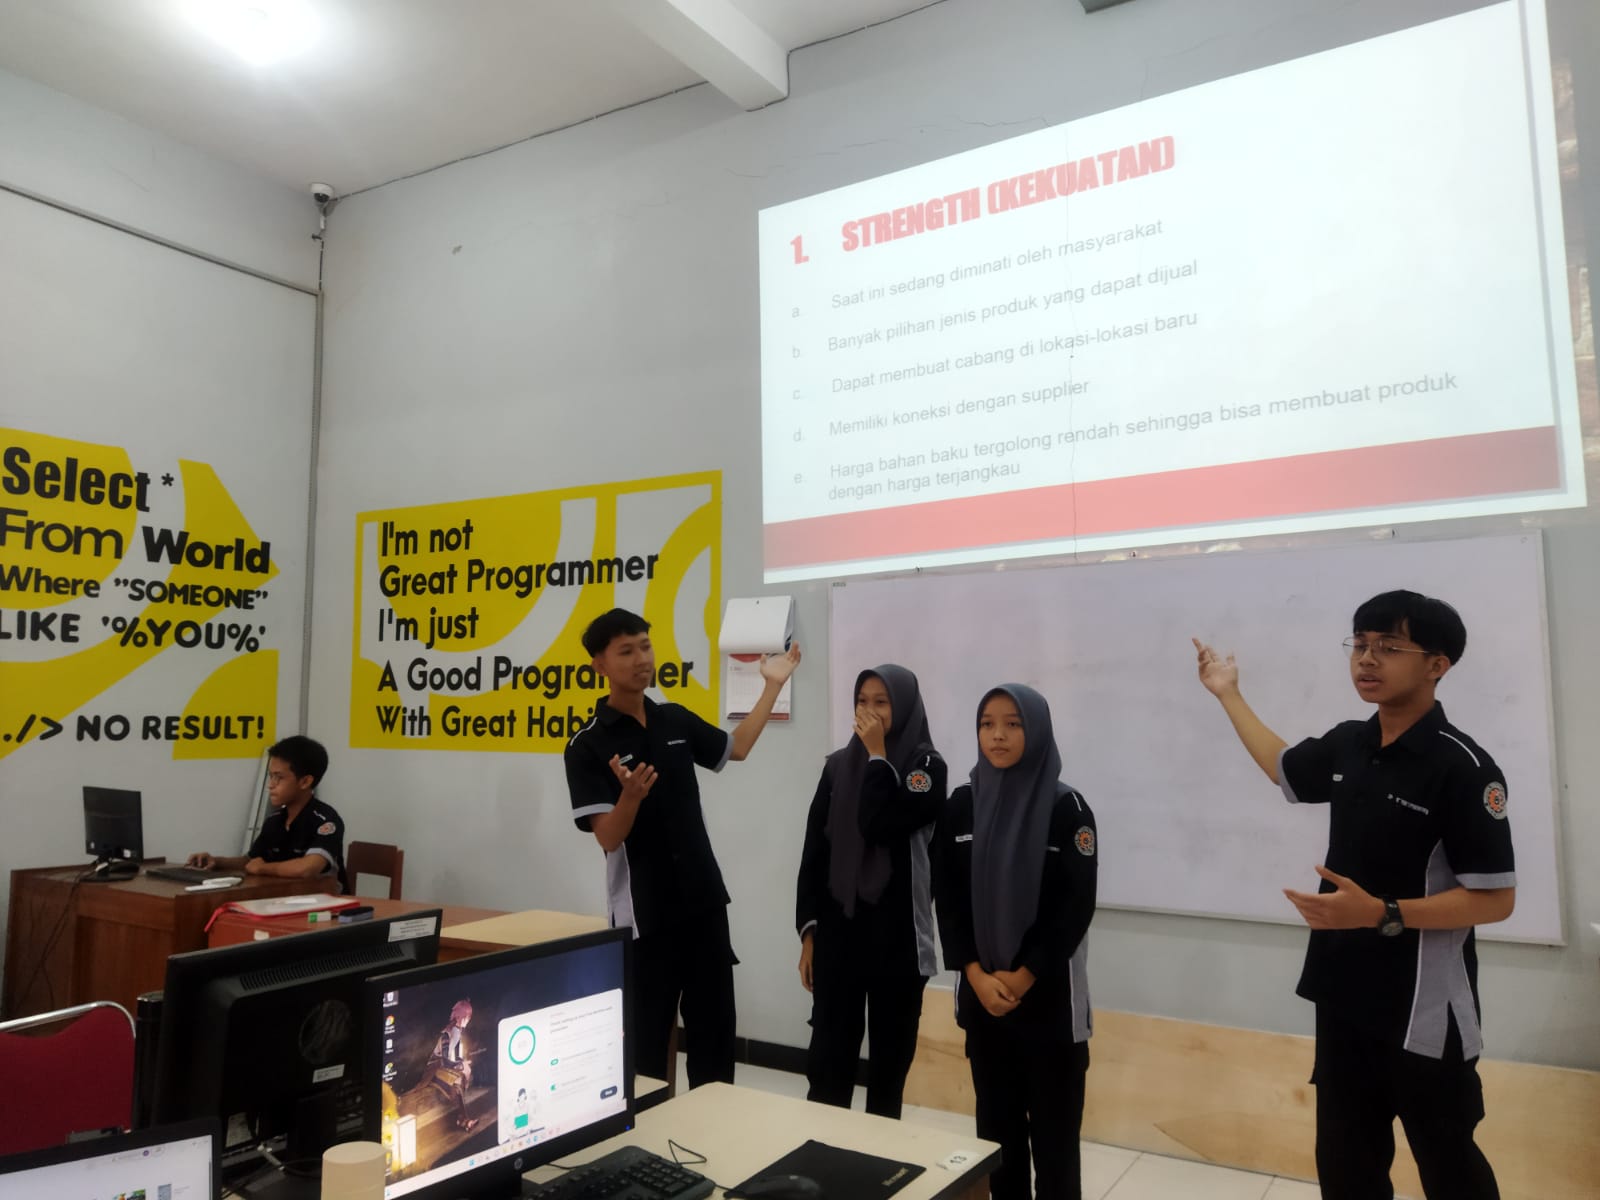 1. STRENGTH (KEKUATAN)
a. Saat ini sedang diminati oleh masyarakat
b. Banyak pilihan jenis produk yang dapat dijual
c. Dapat membuat cabang di lokasi-lokasi baru
d. Memiliki koneksi dengan supplier
e. Harga bahan baku tergolong rendah sehingga bisa membuat produk
dengan harga terjangkau
Select *
From World
Where "SOMEONE"
LIKE '%YOU%'
./> NO RESULT!
I'm not
Great Programmer
I'm just
A Good Programmer
With Great Habi
13
Microsoft